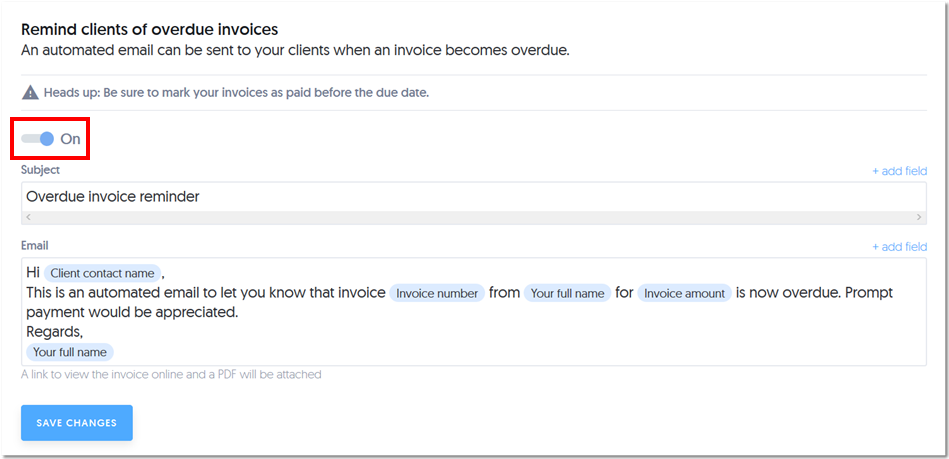 Remind clients of overdue invoices
An automated email can be sent to your clients when an invoice becomes overdue.
Heads up: Be sure to mark your invoices as paid before the due date.
On
Subject
+ add field
Overdue invoice reminder
Email
+ add field
Hi Client contact name ,
This is an automated email to let you know that invoice Invoice number from Your full name for Invoice amount is now overdue. Prompt
payment would be appreciated.
Regards,
Your full name
A link to view the invoice online and a PDF will be attached
SAVE CHANGES